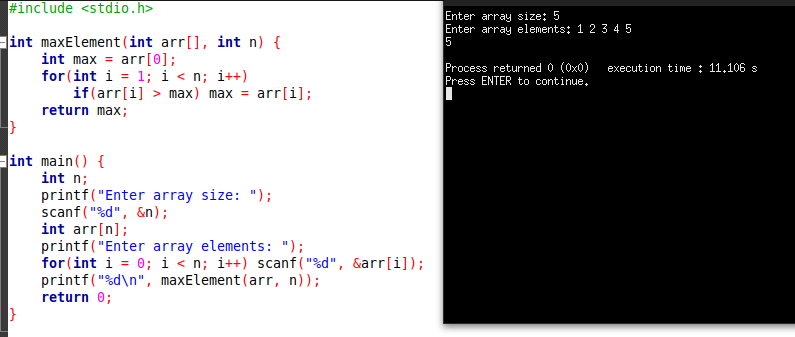 #include <stdio.h>
int maxElement(int arr[], int n) {
    int max = arr[0];
    for(int i = 1; i < n; i++)
        if(arr[i] > max) max = arr[i];
    return max;
}
int main() {
    int n;
    printf("Enter array size: ");
    scanf("%d", &n);
    int arr[n];
    printf("Enter array elements: ");
    for(int i = 0; i < n; i++) scanf("%d", &arr[i]);
    printf("%d\n", maxElement(arr, n));
    return 0;
}
Enter array size: 5
Enter array elements: 1 2 3 4 5
5
Process returned 0 (0x0)   execution time : 11.106 s
Press ENTER to continue.